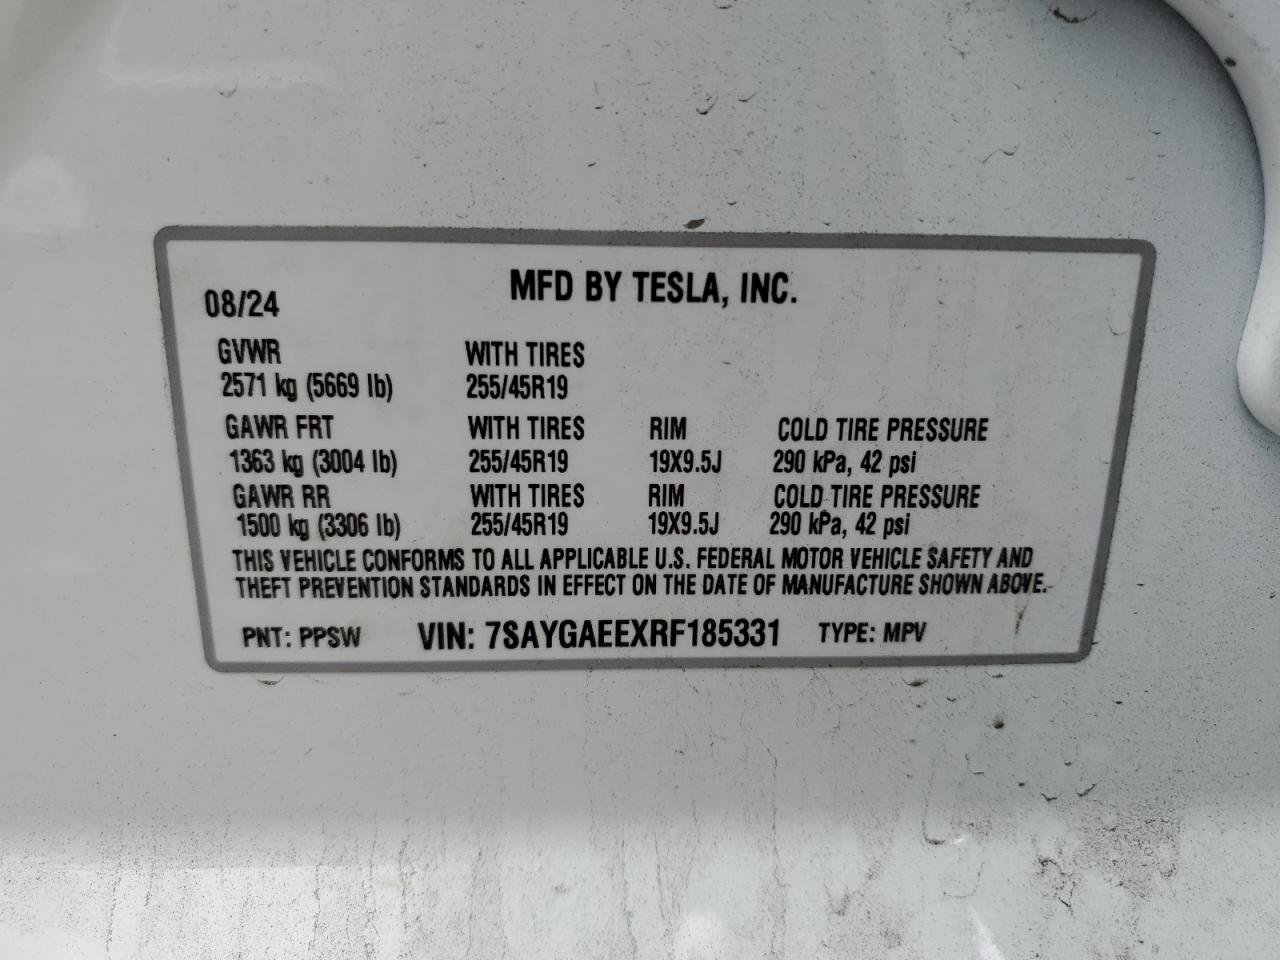 MFD BY TESLA, INC.
08/24
GVWR WITH TIRES
2571 kg (5669 lb) 255/45R19
GAWR FRT WITH TIRES RIM COLD TIRE PRESSURE
1363 kg (3004 lb) 255/45R19 19X9.5J 290 kPa, 42 psi
GAWR RR WITH TIRES RIM COLD TIRE PRESSURE
1500 kg (3306 lb) 255/45R19 19X9.5J 290 kPa, 42 psi
THIS VEHICLE CONFORMS TO ALL APPLICABLE U.S. FEDERAL MOTOR VEHICLE SAFETY AND
THEFT PREVENTION STANDARDS IN EFFECT ON THE DATE OF MANUFACTURE SHOWN ABOVE.
PNT: PPSW VIN: 7SAYGAEEXRF185331 TYPE: MPV